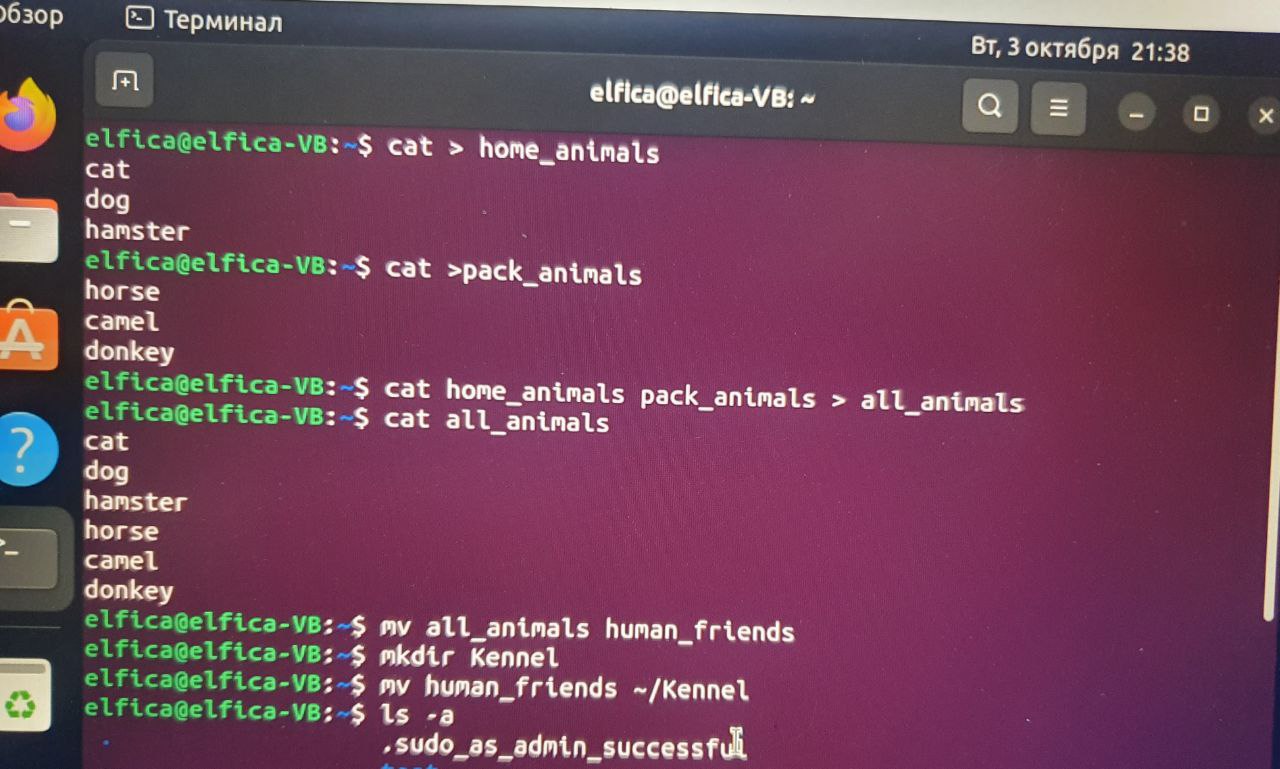 Терминал
Вт, 3 октября 21:38
elfica@elfica-VB: ~
elfica@elfica-VB:~$ cat > home_animals
cat
dog
hamster
elfica@elfica-VB:~$ cat >pack_animals
horse
camel
donkey
elfica@elfica-VB:~$ cat home_animals pack_animals > all_animals
elfica@elfica-VB:~$ cat all_animals
cat
dog
hamster
horse
camel
donkey
elfica@elfica-VB:~$ mv all_animals human_friends
elfica@elfica-VB:~$ mkdir Kennel
elfica@elfica-VB:~$ mv human_friends ~/Kennel
elfica@elfica-VB:~$ ls -a
.sudo_as_admin_successful